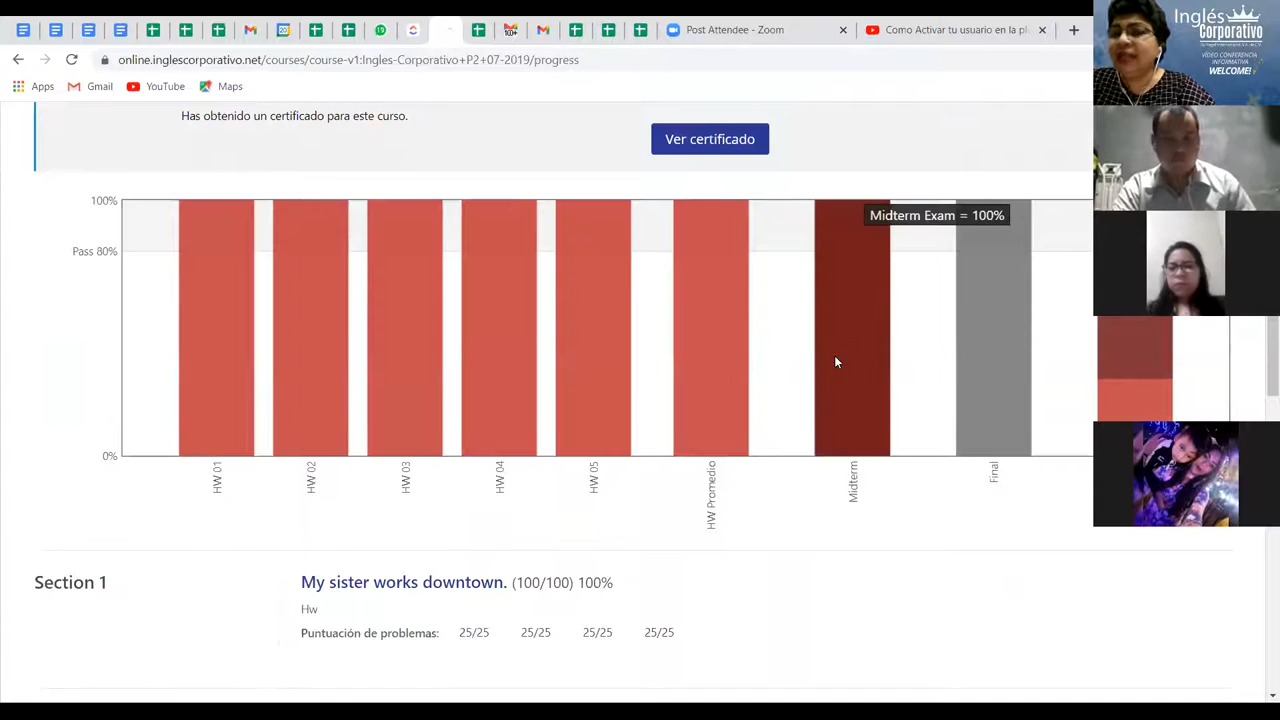 Post Attendee - Zoom
Como Activar tu usuario en la pl
online.inglescorporativo.net/courses/course-v1:Ingles-Corporativo+P2+07-2019/progress
Apps
Gmail
YouTube
Maps
Inglés
Corporativo
VÍDEO CONFERENCIA
INFORMATIVA
WELCOME!
Has obtenido un certificado para este curso.
Ver certificado
100%
Pass 80%
0%
Midterm Exam = 100%
HW 01
HW 02
HW 03
HW 04
HW 05
HW Promedio
Midterm
Final
Section 1
My sister works downtown. (100/100) 100%
Hw
Puntuación de problemas: 25/25 25/25 25/25 25/25